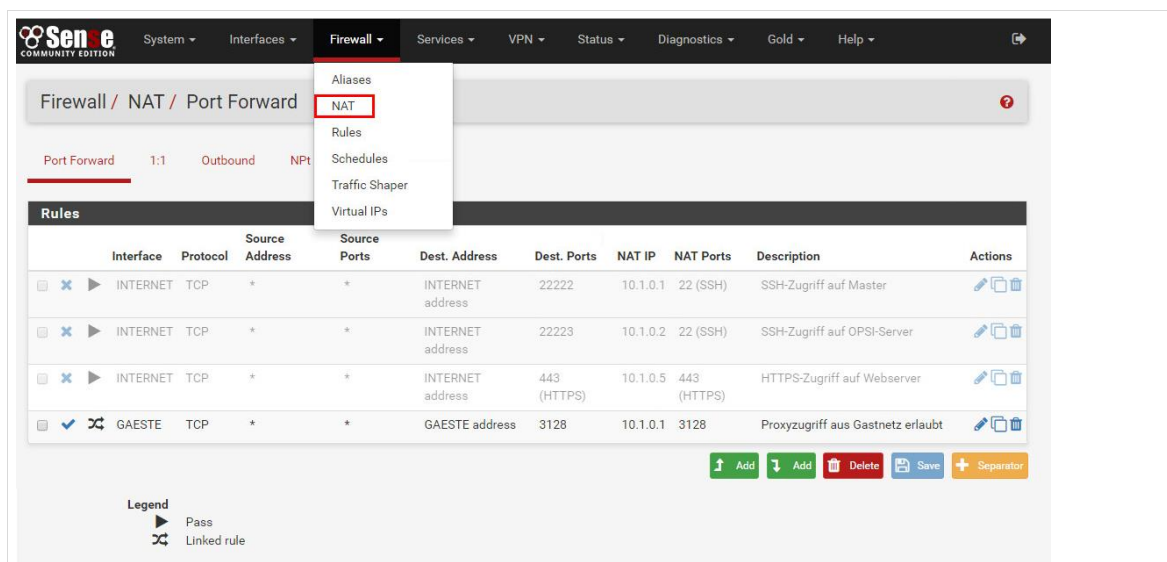 Sense
COMMUNITY EDITION
System Interfaces Firewall Services VPN Status Diagnostics Gold Help
Aliases
NAT
Rules
Schedules
Traffic Shaper
Virtual IPs
Firewall / NAT / Port Forward
Port Forward 1:1 Outbound NPt
Rules
Interface Protocol Source Address Source Ports Dest. Address Dest. Ports NAT IP NAT Ports Description Actions
INTERNET TCP * * INTERNET address 22222 10.1.0.1 22 (SSH) SSH-Zugriff auf Master
INTERNET TCP * * INTERNET address 22223 10.1.0.2 22 (SSH) SSH-Zugriff auf OPSI-Server
INTERNET TCP * * INTERNET address 443 (HTTPS) 10.1.0.5 443 (HTTPS) HTTPS-Zugriff auf Webserver
GAESTE TCP * * GAESTE address 3128 10.1.0.1 3128 Proxyzugriff aus Gastnetz erlaubt
Add Add Delete Save Separator
Legend
Pass
Linked rule